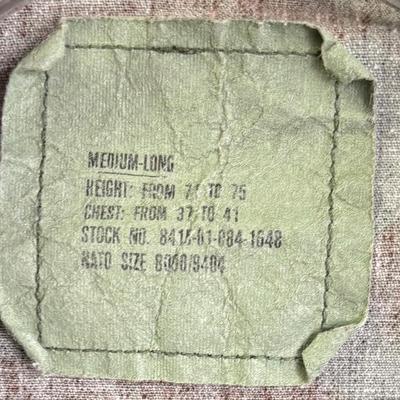 MEDIUM-LONG
HEIGHT: FROM 71 TO 75
CHEST: FROM 37 TO 41
STOCK NO. 8415-01-084-1648
NATO SIZE 8090/9404